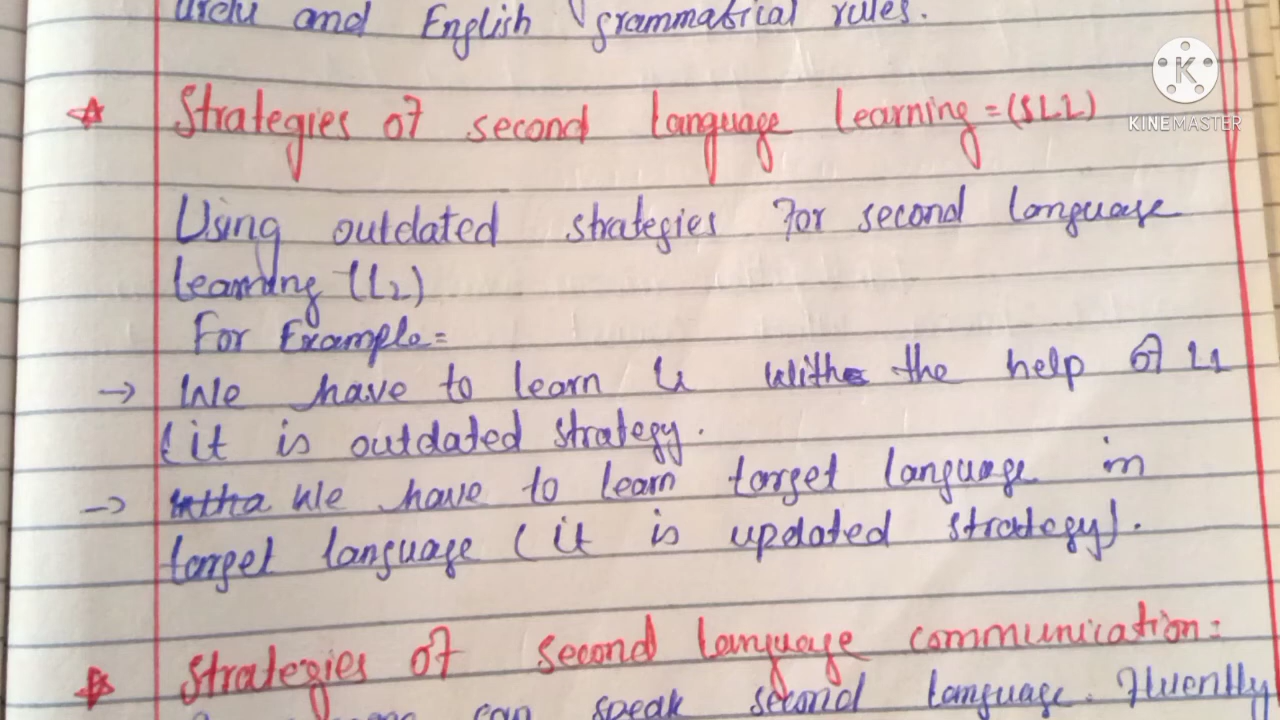 urdu and English grammatical rules.
Strategies of second Language Learning=(SLL)
Using outdated strategies for second language
learning (L2)
For Example=
→ We have to learn L2 with the help of L1
(it is outdated strategy.
→ We have to learn target language in
target language (it is updated strategy).
Strategies of second Language communication:
can speak second language. Fluently
K
KINEMASTER